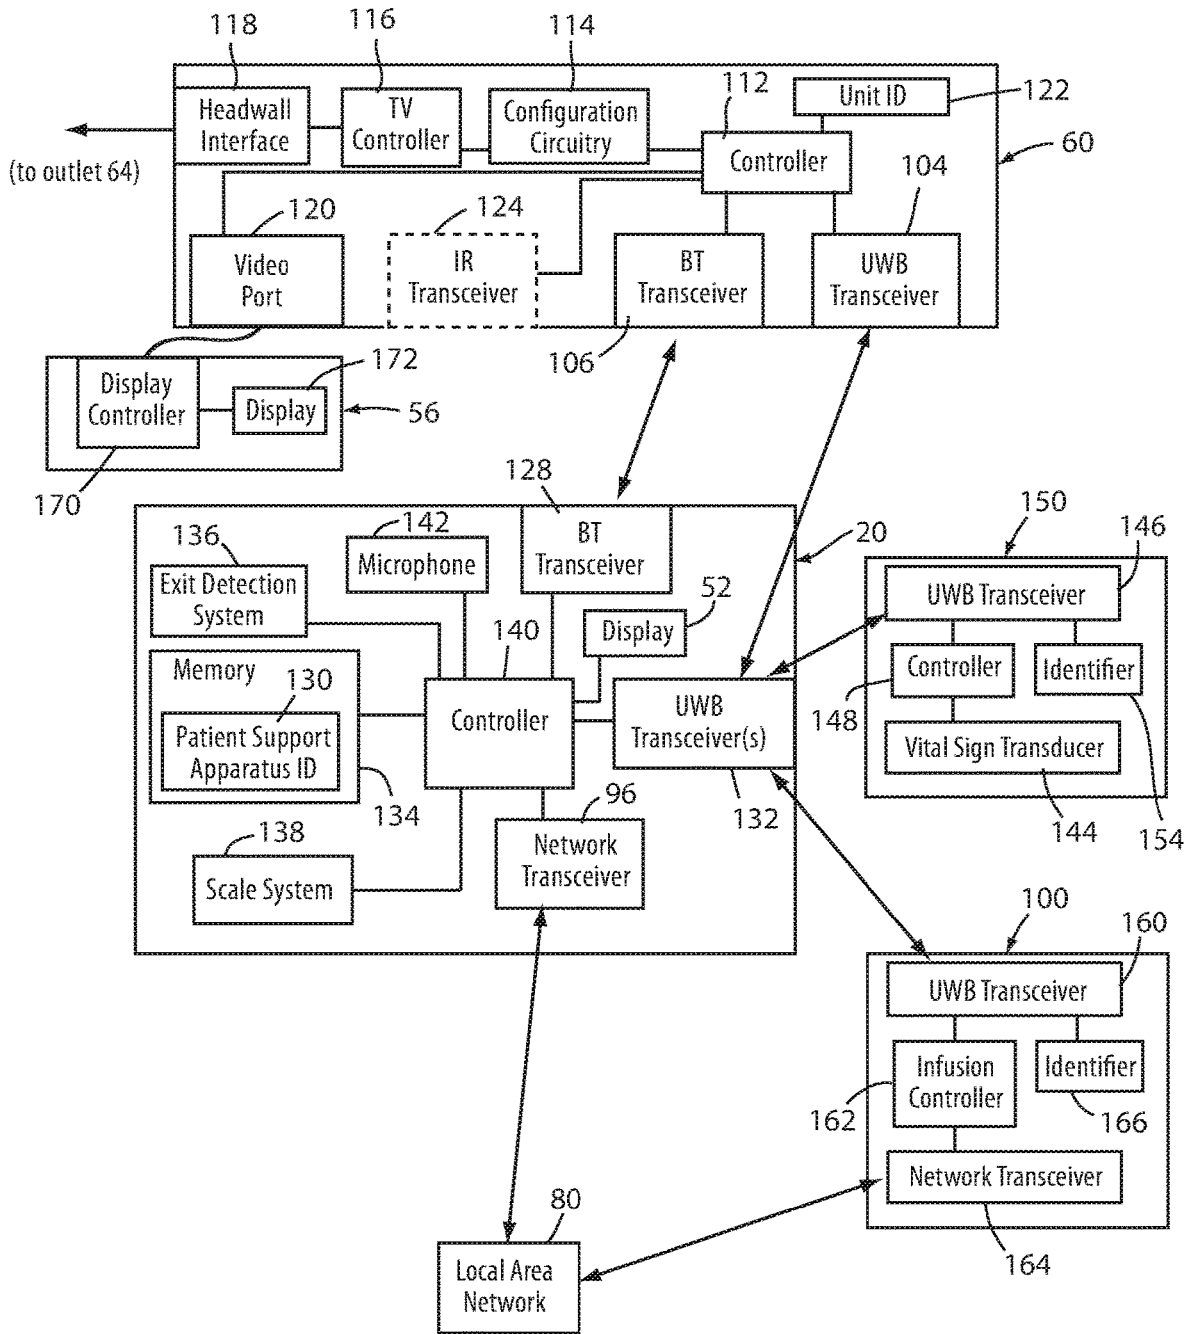 118
116
114
112
Unit ID
122
Headwall
Interface
TV
Controller
Configuration
Circuitry
Controller
60
(to outlet 64)
104
120
124
Video
Port
IR
Transceiver
BT
Transceiver
UWB
Transceiver
106
172
Display
Controller
Display
56
170
128
142
136
Microphone
BT
Transceiver
20
150
146
Exit Detection
System
52
UWB Transceiver
140
Display
Memory
130
Controller
Identifier
148
Patient Support
Apparatus ID
Controller
UWB
Transceiver(s)
Vital Sign Transducer
134
96
132
144
154
138
Network
Transceiver
Scale System
100
160
UWB Transceiver
Infusion
Controller
Identifier
162
166
Network Transceiver
80
164
Local Area
Network